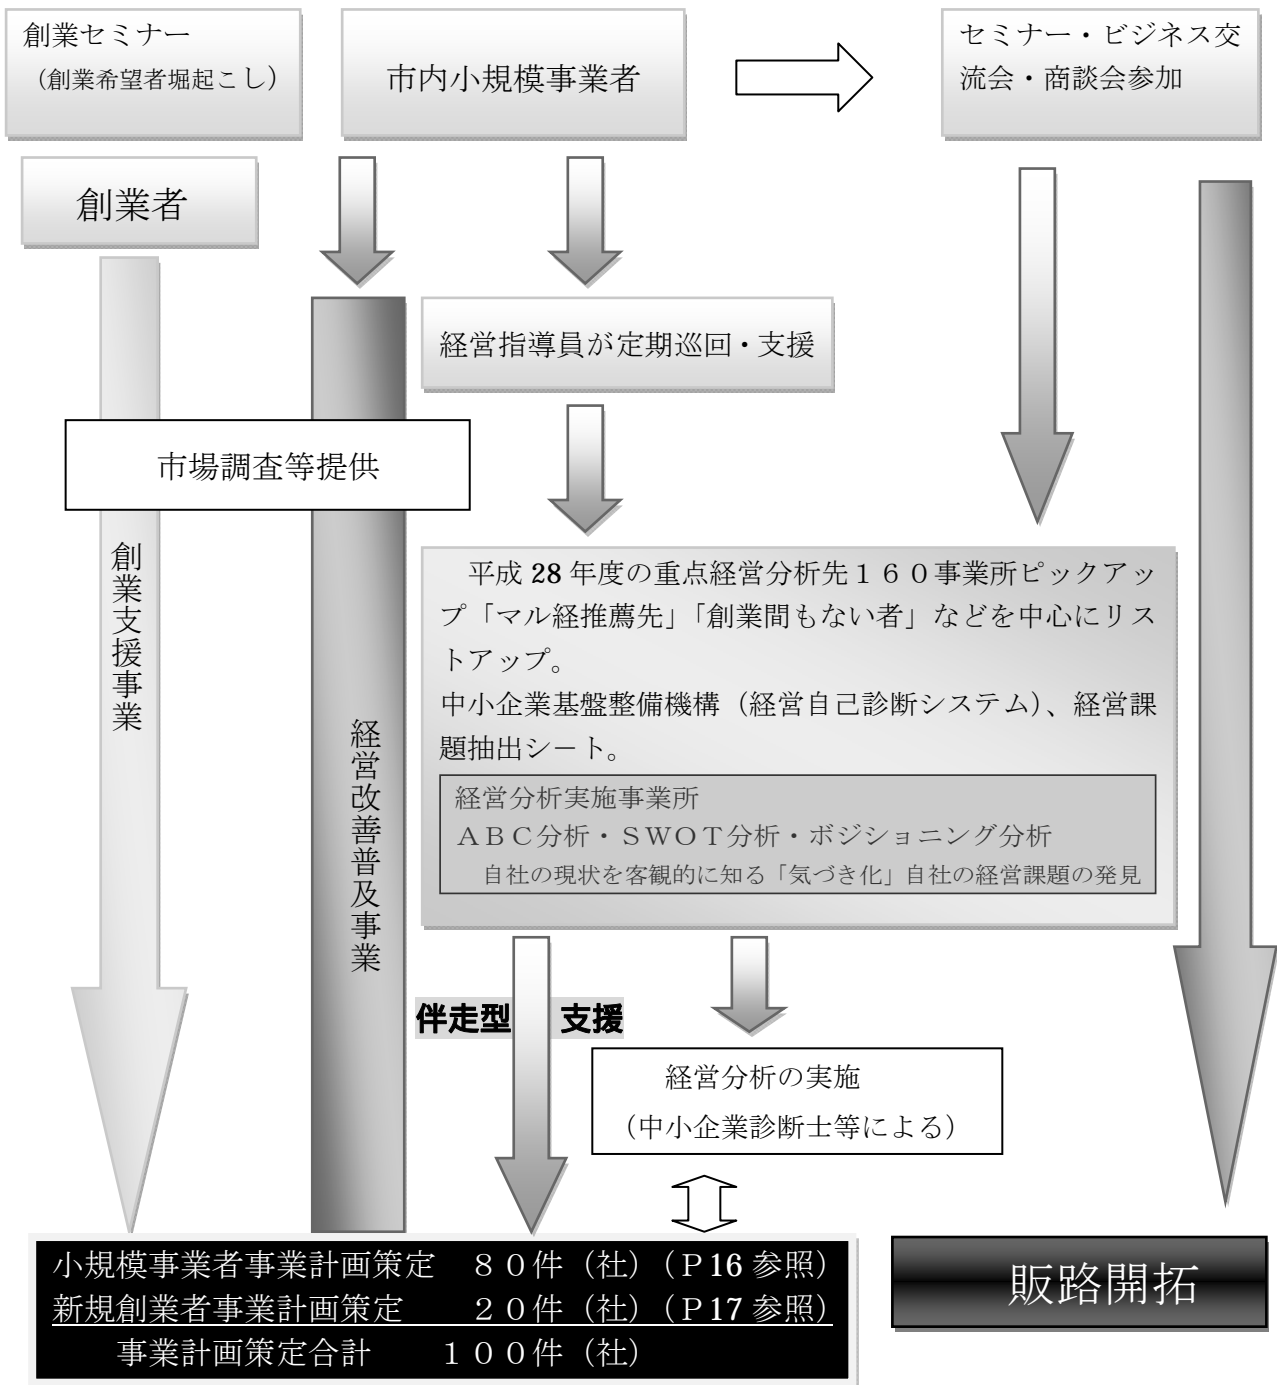 創業セミナー
（創業希望者堀起こし）
市内小規模事業者
セミナー・ビジネス交
流会・商談会参加
創業者
経営指導員が定期巡回・支援
市場調査等提供
創業支援事業
経営改善普及事業
平成 28 年度の重点経営分析先１６０事業所ピックアッ
プ「マル経推薦先」「創業間もない者」などを中心にリス
トアップ。
中小企業基盤整備機構（経営自己診断システム）、経営課
題抽出シート。
経営分析実施事業所
ＡＢＣ分析・ＳＷＯＴ分析・ボジショニング分析
自社の現状を客観的に知る「気づき化」自社の経営課題の発見
伴走型 支援
経営分析の実施
（中小企業診断士等による）
小規模事業者事業計画策定　８０件（社）（Ｐ16 参照）
新規創業者事業計画策定　２０件（社）（Ｐ17 参照）
事業計画策定合計　１００件（社）
販路開拓